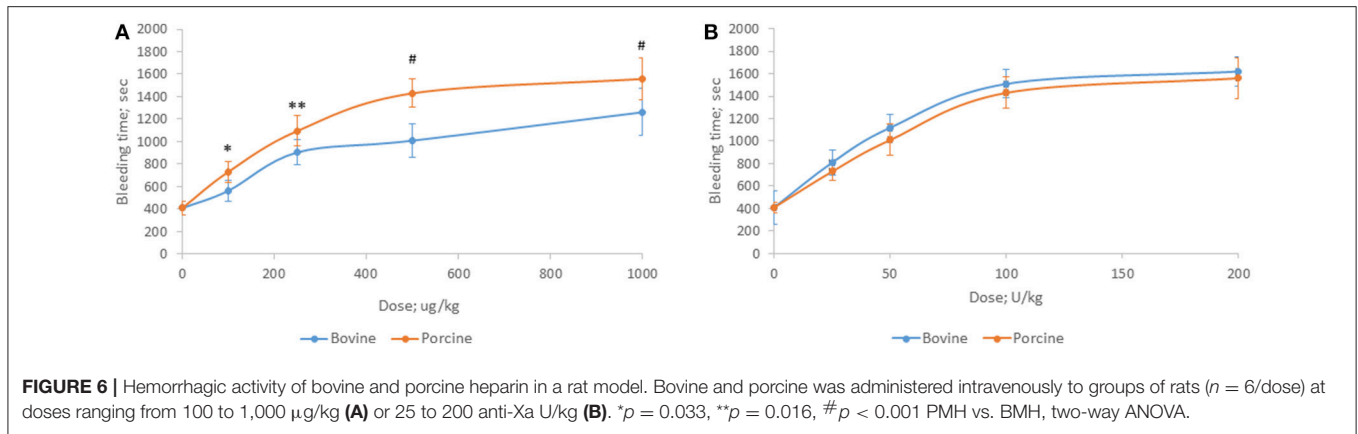 A
2000
1800
1600
1400
1200
1000
800
600
400
200
0
Bleeding time; sec
*
**
#
#
0 200 400 600 800 1000
Dose; ug/kg
Bovine Porcine
B
2000
1800
1600
1400
1200
1000
800
600
400
200
0
Bleeding time; sec
0 50 100 150 200
Dose; U/kg
Bovine Porcine
FIGURE 6 | Hemorrhagic activity of bovine and porcine heparin in a rat model. Bovine and porcine was administered intravenously to groups of rats (n = 6/dose) at
doses ranging from 100 to 1,000 μg/kg (A) or 25 to 200 anti-Xa U/kg (B). *p = 0.033, **p = 0.016, #p < 0.001 PMH vs. BMH, two-way ANOVA.